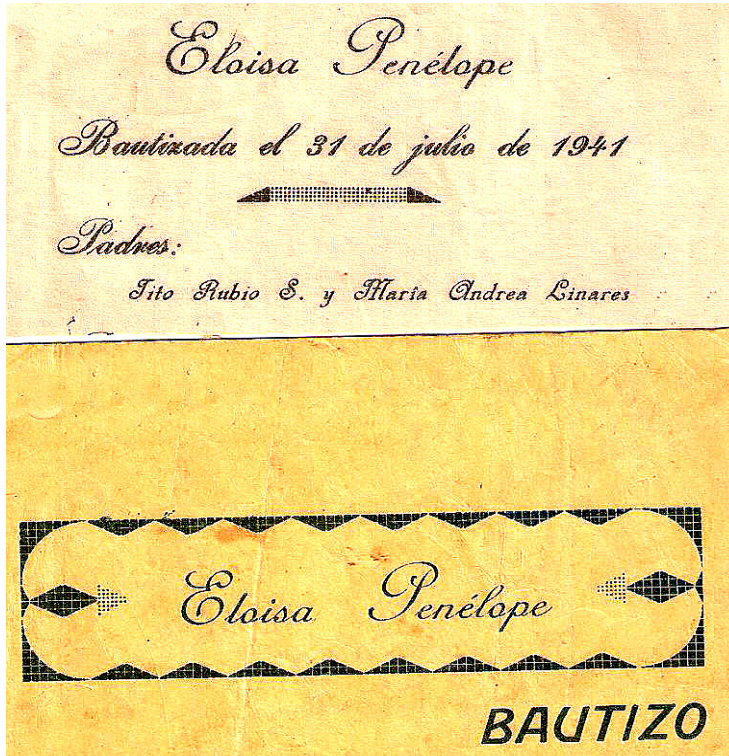 Eloisa Penélope
Bautizada el 31 de julio de 1941
Padres:
Tito Rubio S. y María Andrea Linares
Eloisa Penélope
BAUTIZO